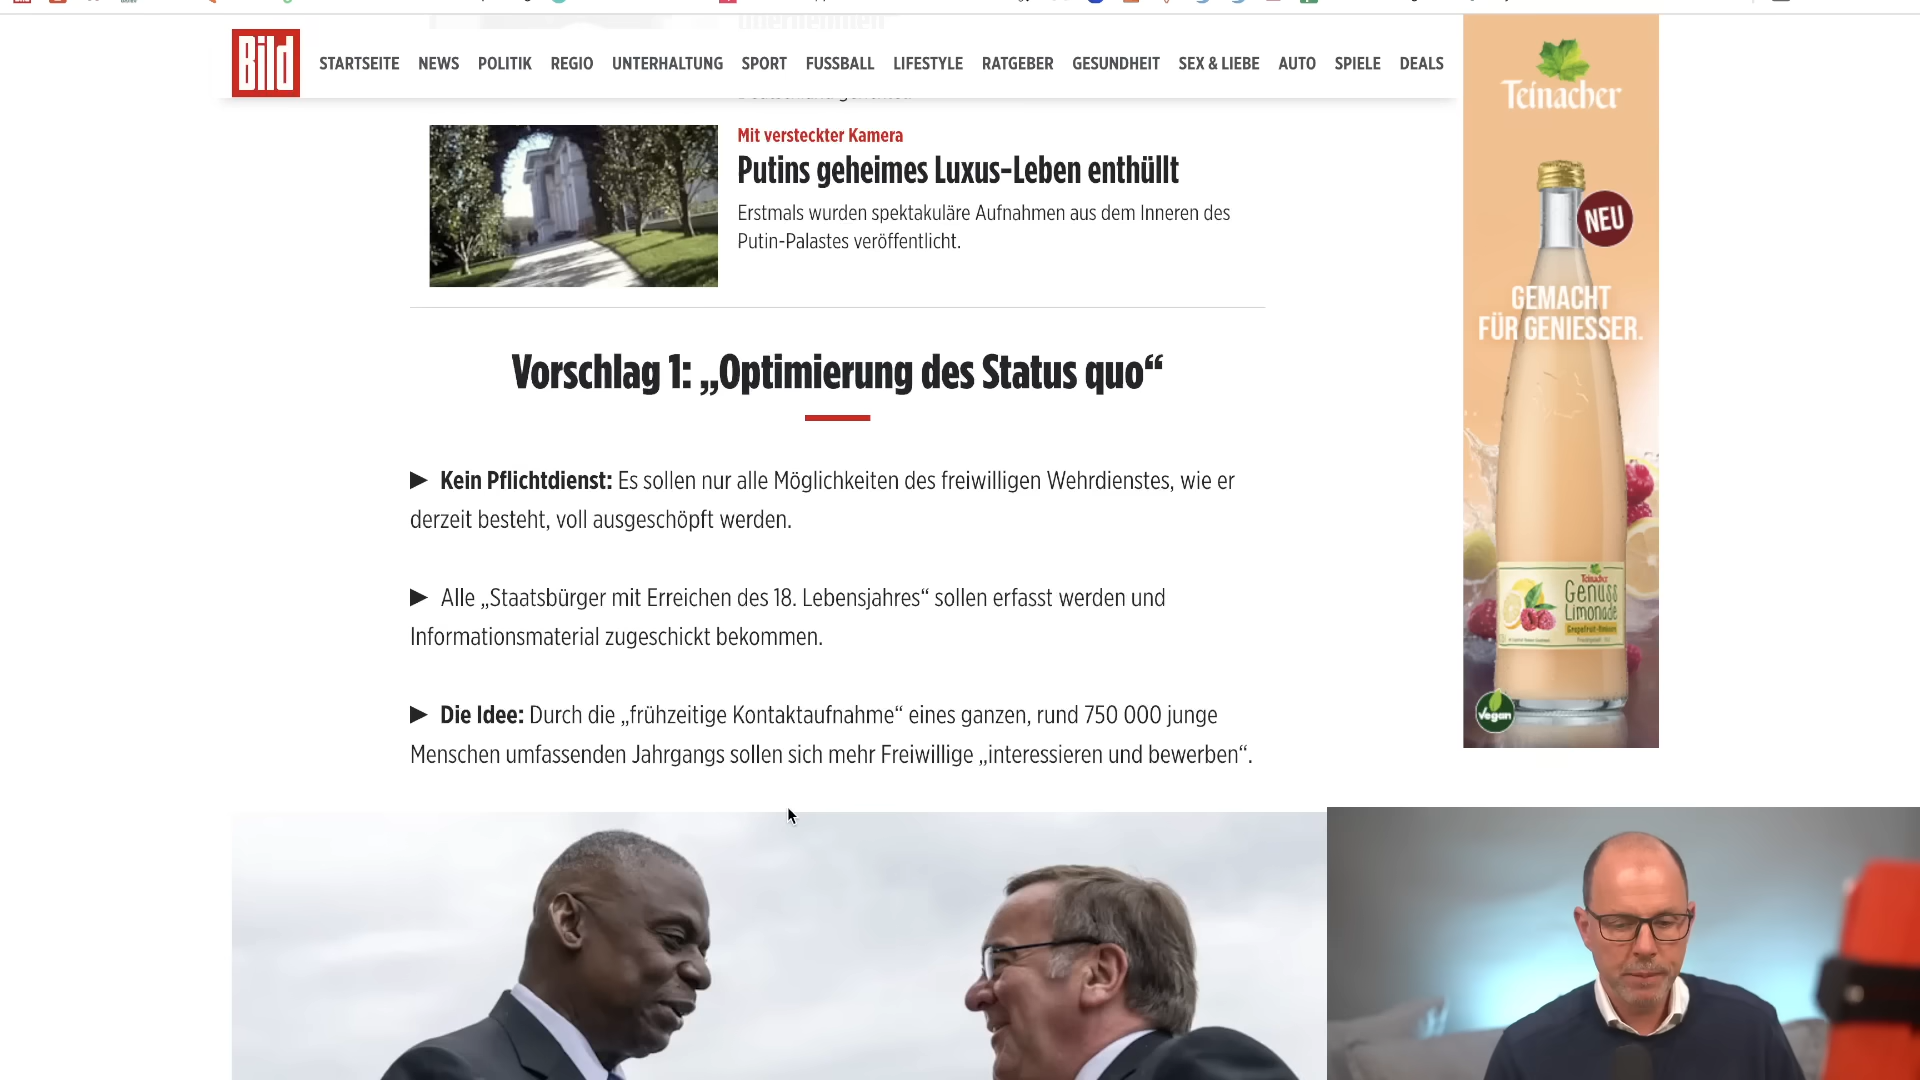 Bild
STARTSEITE NEWS POLITIK REGIO UNTERHALTUNG SPORT FUSSBALL LIFESTYLE RATGEBER GESUNDHEIT SEX & LIEBE AUTO SPIELE DEALS
Mit versteckter Kamera
Putins geheimes Luxus-Leben enthüllt
Erstmals wurden spektakuläre Aufnahmen aus dem Inneren des
Putin-Palastes veröffentlicht.
Vorschlag 1: „Optimierung des Status quo“
► Kein Pflichtdienst: Es sollen nur alle Möglichkeiten des freiwilligen Wehrdienstes, wie er
derzeit besteht, voll ausgeschöpft werden.
► Alle „Staatsbürger mit Erreichen des 18. Lebensjahres“ sollen erfasst werden und
Informationsmaterial zugeschickt bekommen.
► Die Idee: Durch die „frühzeitige Kontaktaufnahme“ eines ganzen, rund 750 000 junge
Menschen umfassenden Jahrgangs sollen sich mehr Freiwillige „interessieren und bewerben“.
Teinacher
NEU
GEMACHT
FÜR GENIESSER.
Teinacher
Genuss
Limonade
Grapefruit-Himbeere
vegan